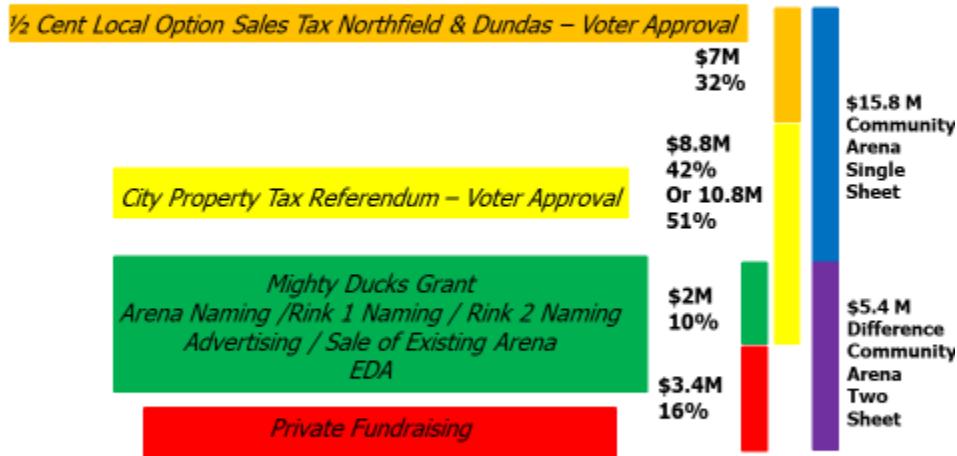 ½ Cent Local Option Sales Tax Northfield & Dundas – Voter Approval
$7M
32%
$15.8 M
Community
Arena
Single
Sheet
$8.8M
42%
Or 10.8M
51%
City Property Tax Referendum – Voter Approval
Mighty Ducks Grant
Arena Naming /Rink 1 Naming / Rink 2 Naming
Advertising / Sale of Existing Arena
EDA
$2M
10%
$5.4 M
Difference
Community
Arena
Two
Sheet
$3.4M
16%
Private Fundraising